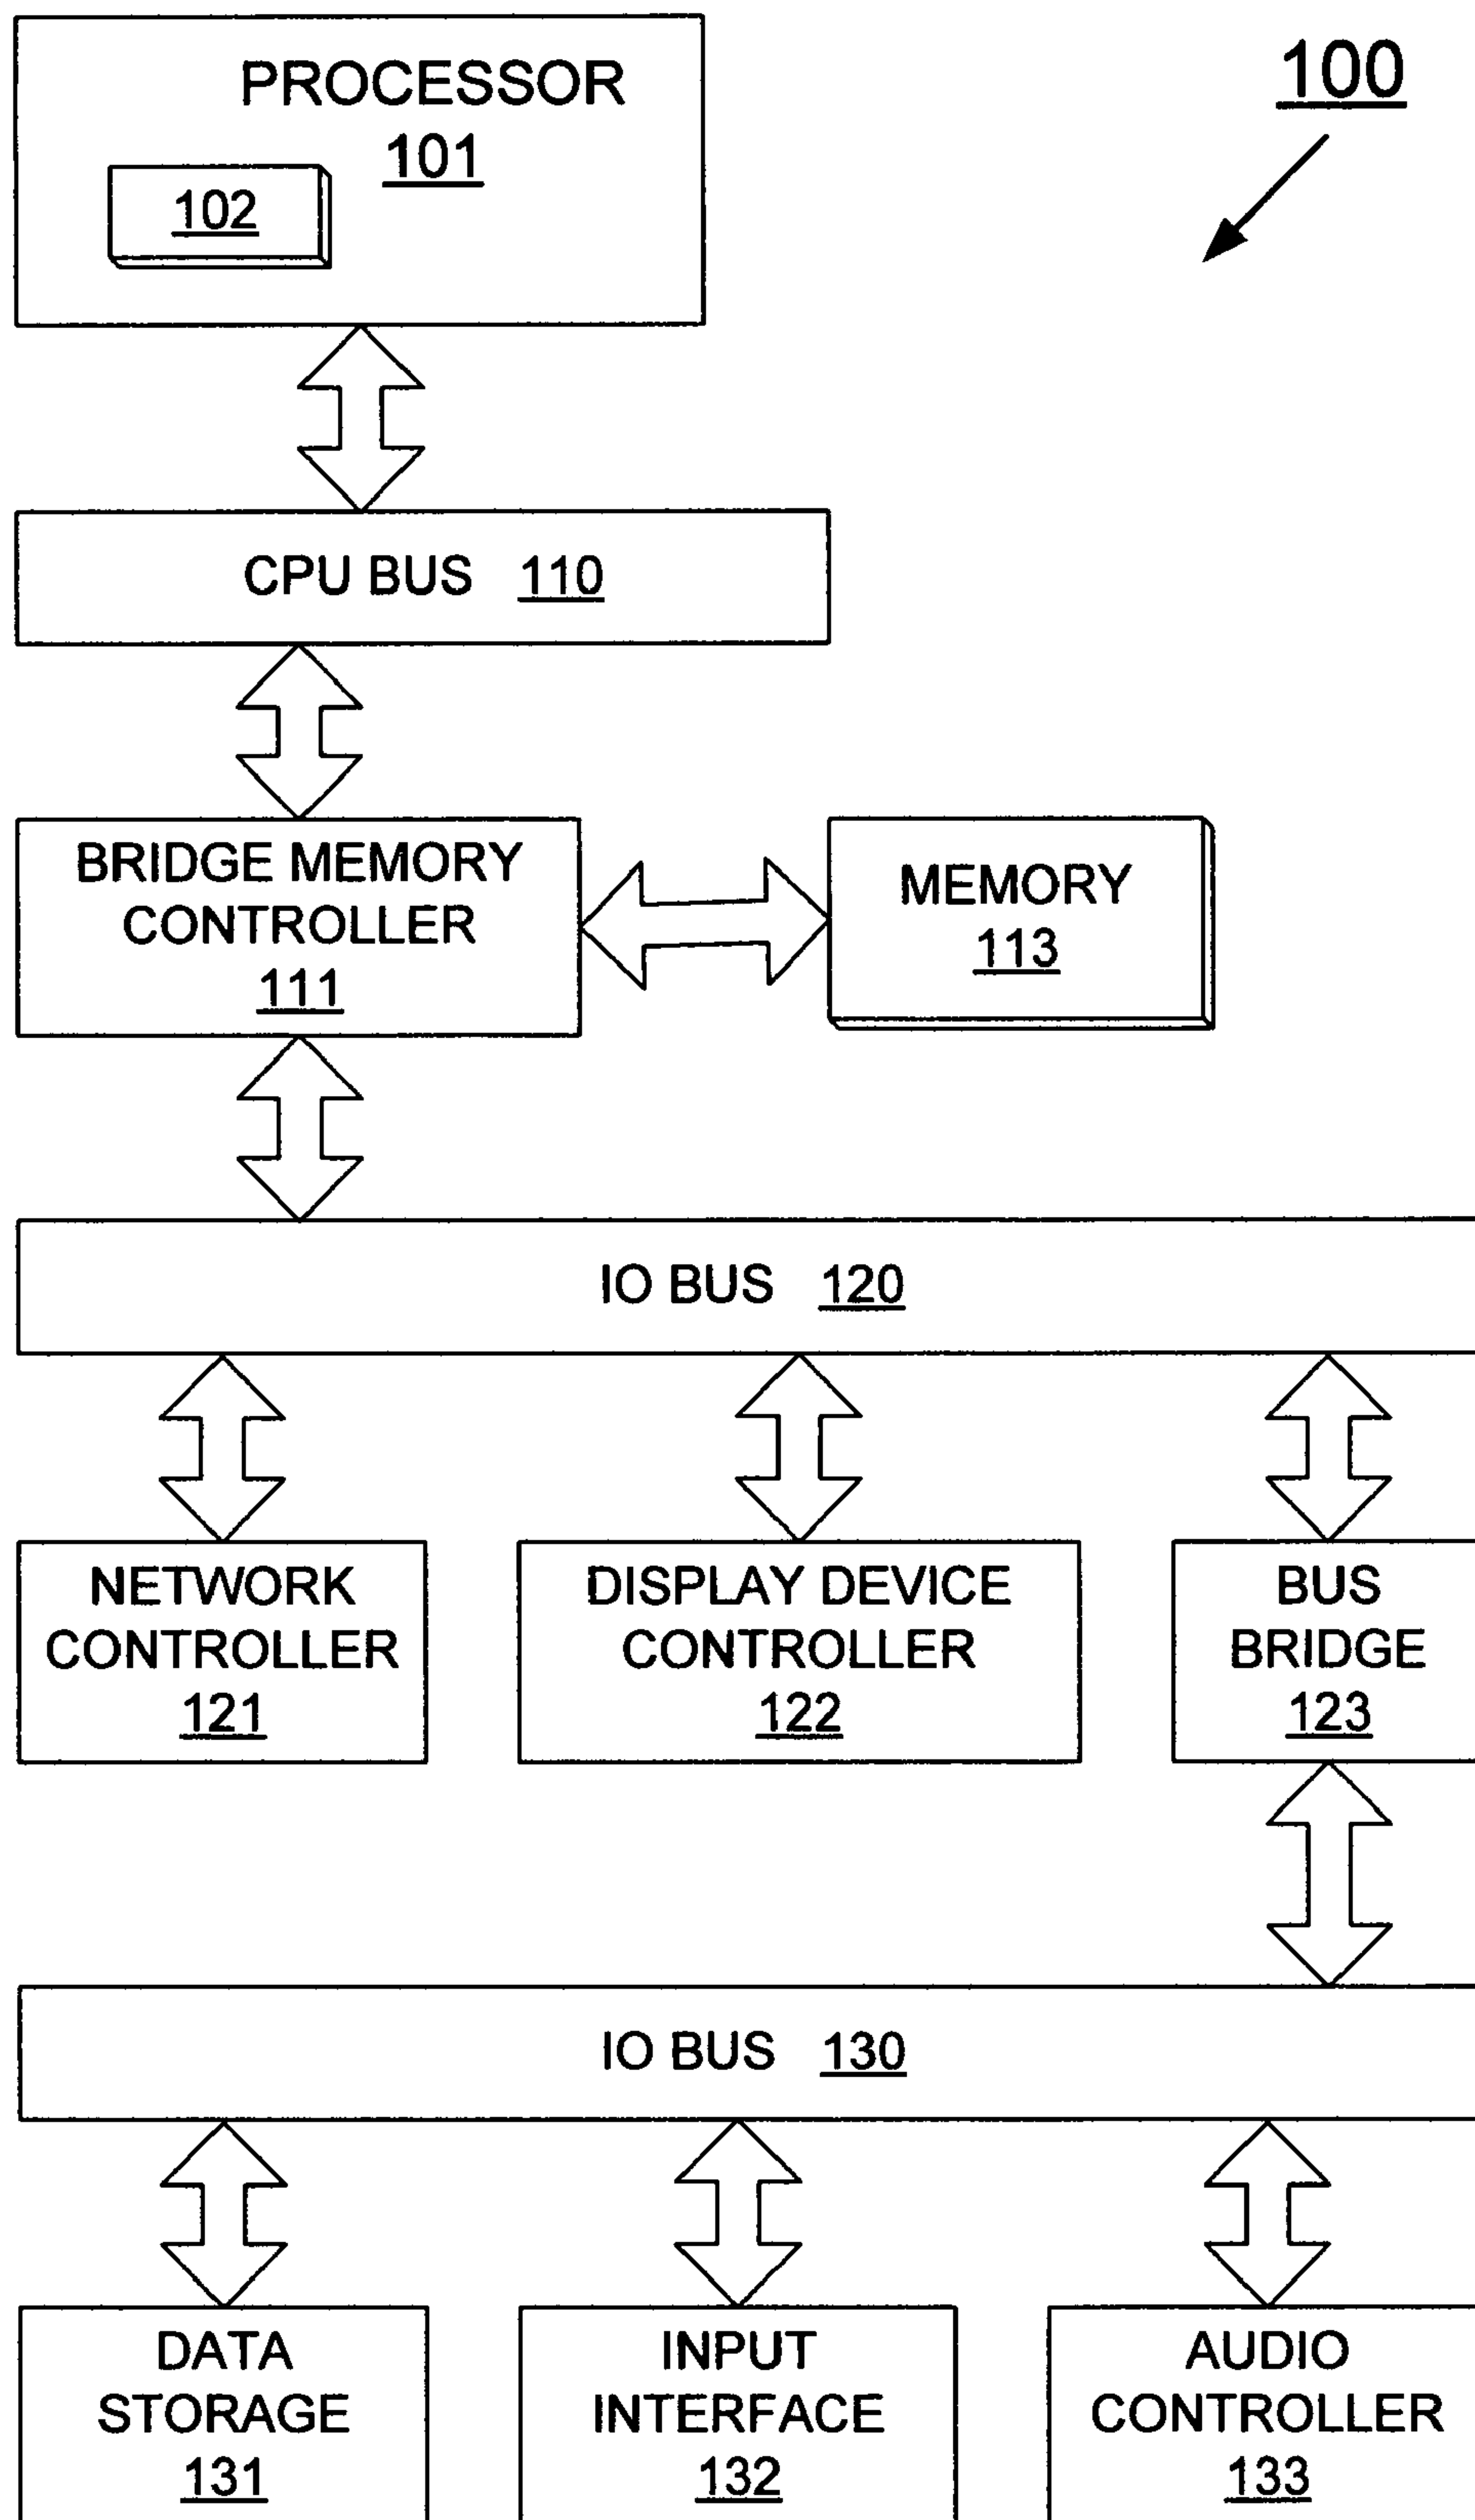 PROCESSOR
101
100
102
CPU BUS 110
BRIDGE MEMORY
CONTROLLER
111
MEMORY
113
IO BUS 120
NETWORK
CONTROLLER
121
DISPLAY DEVICE
CONTROLLER
122
BUS
BRIDGE
123
IO BUS 130
DATA
STORAGE
131
INPUT
INTERFACE
132
AUDIO
CONTROLLER
133